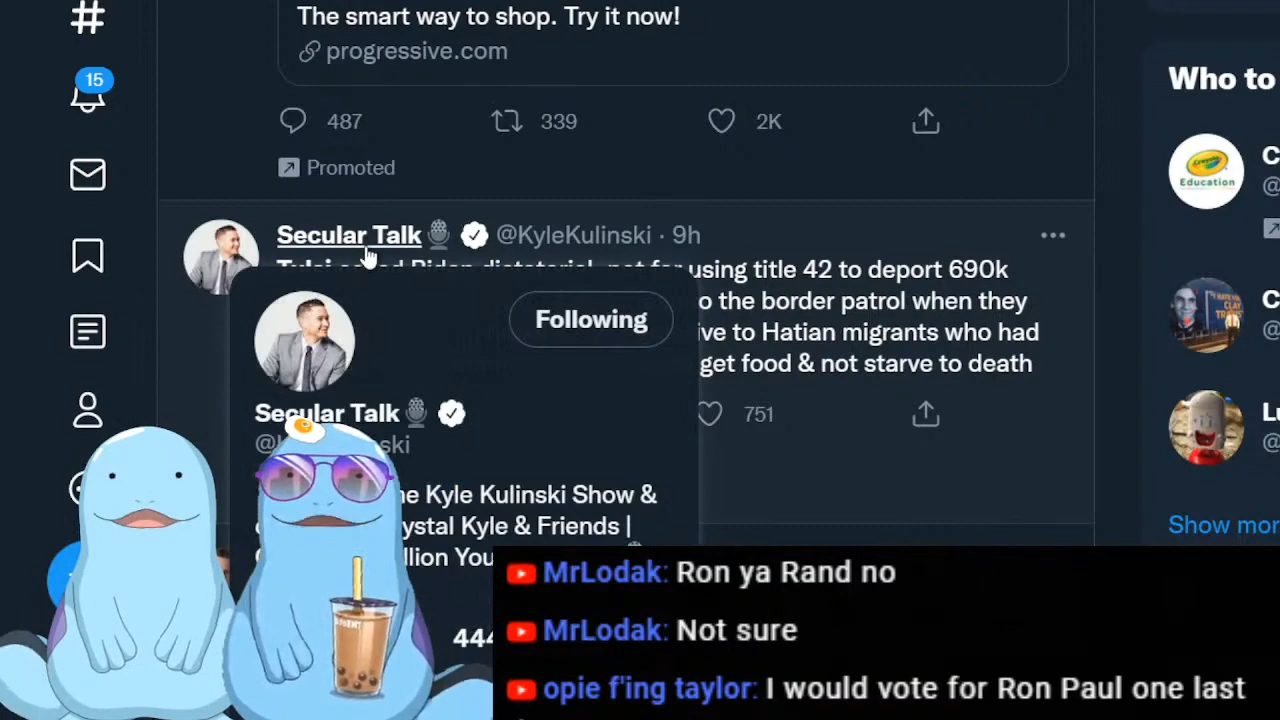 The smart way to shop. Try it now!
progressive.com
15
487 339 2K
Promoted
Who to
Crayola
Education
Secular Talk @KyleKulinski · 9h
using title 42 to deport 690k
o the border patrol when they
ive to Hatian migrants who had
get food & not starve to death
Following
751
Secular Talk
ski
he Kyle Kulinski Show &
ystal Kyle & Friends |
llion You
444
Show mor
MrLodak: Ron ya Rand no
MrLodak: Not sure
opie f'ing taylor: I would vote for Ron Paul one last